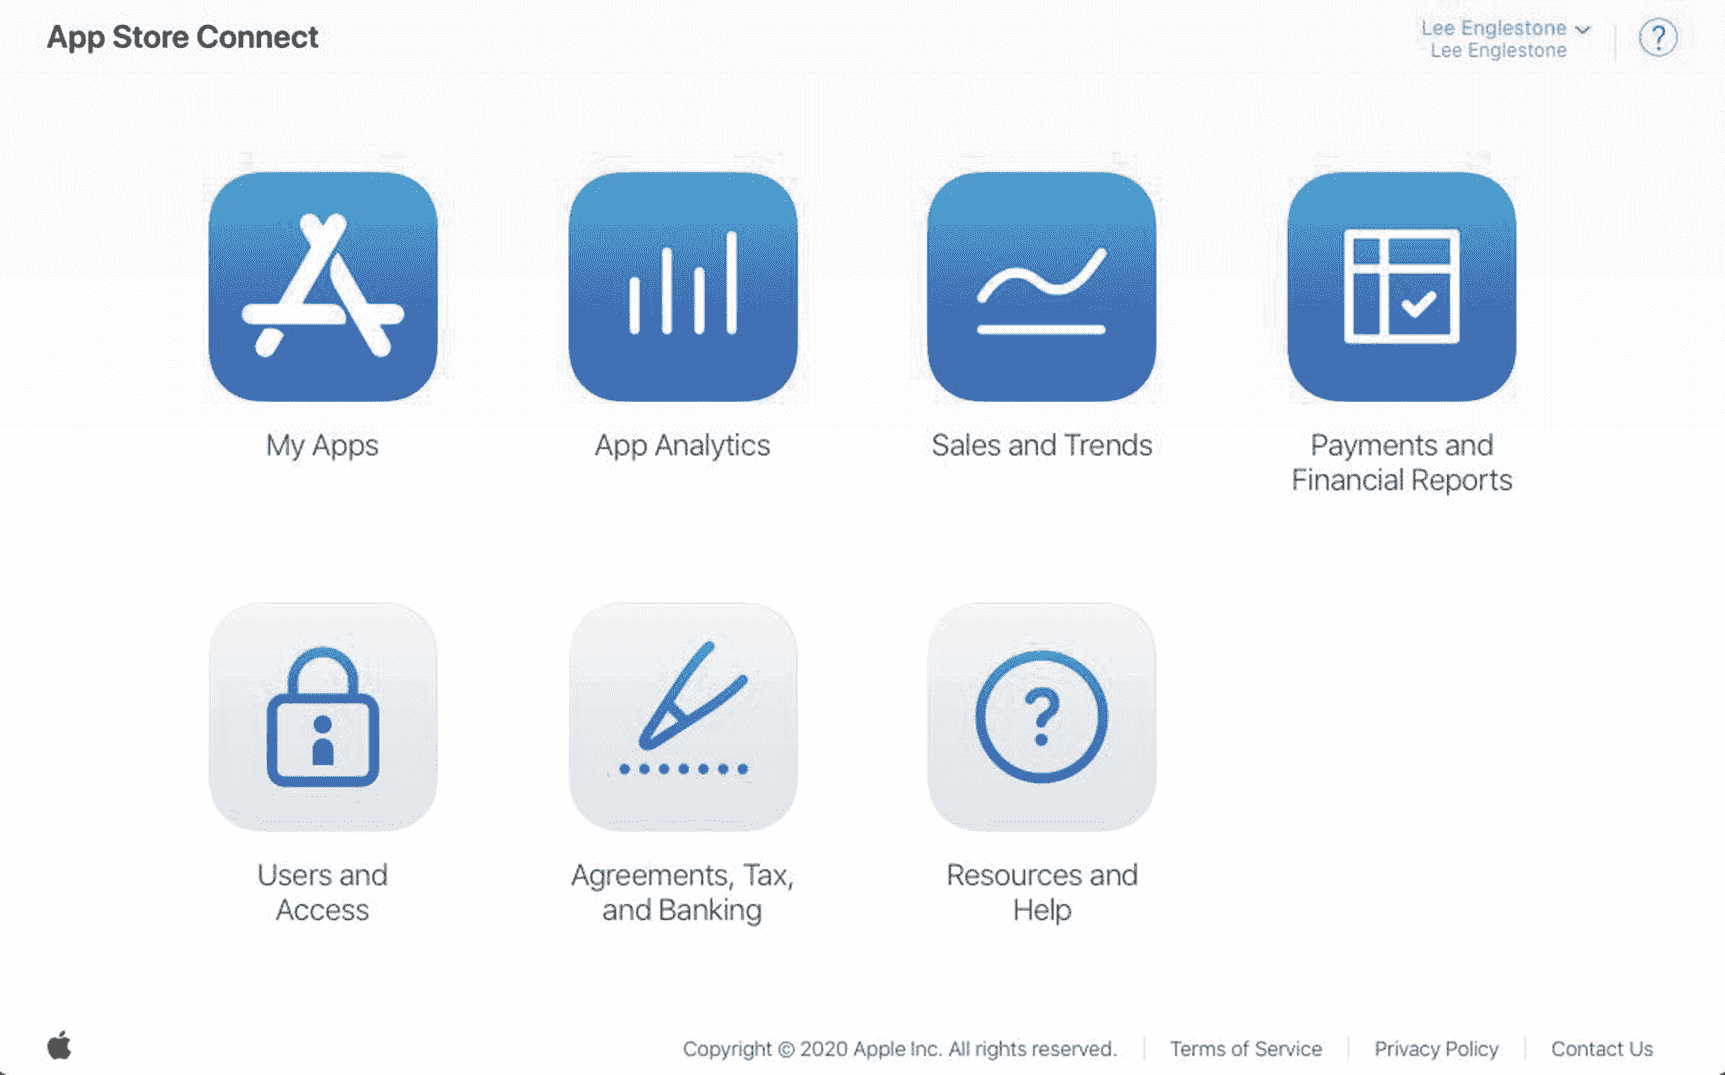 App Store Connect
Lee Englestone
Lee Englestone
?
My Apps
App Analytics
Sales and Trends
Payments and
Financial Reports
?
Users and
Access
Agreements, Tax,
and Banking
Resources and
Help
Copyright © 2020 Apple Inc. All rights reserved.
Terms of Service
Privacy Policy
Contact Us